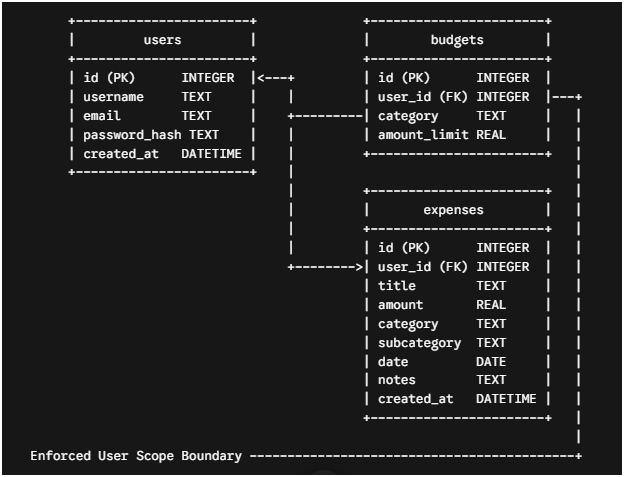 users
id (PK) INTEGER
username TEXT
email TEXT
password_hash TEXT
created_at DATETIME
budgets
id (PK) INTEGER
user_id (FK) INTEGER
category TEXT
amount_limit REAL
expenses
id (PK) INTEGER
user_id (FK) INTEGER
title TEXT
amount REAL
category TEXT
subcategory TEXT
date DATE
notes TEXT
created_at DATETIME
Enforced User Scope Boundary